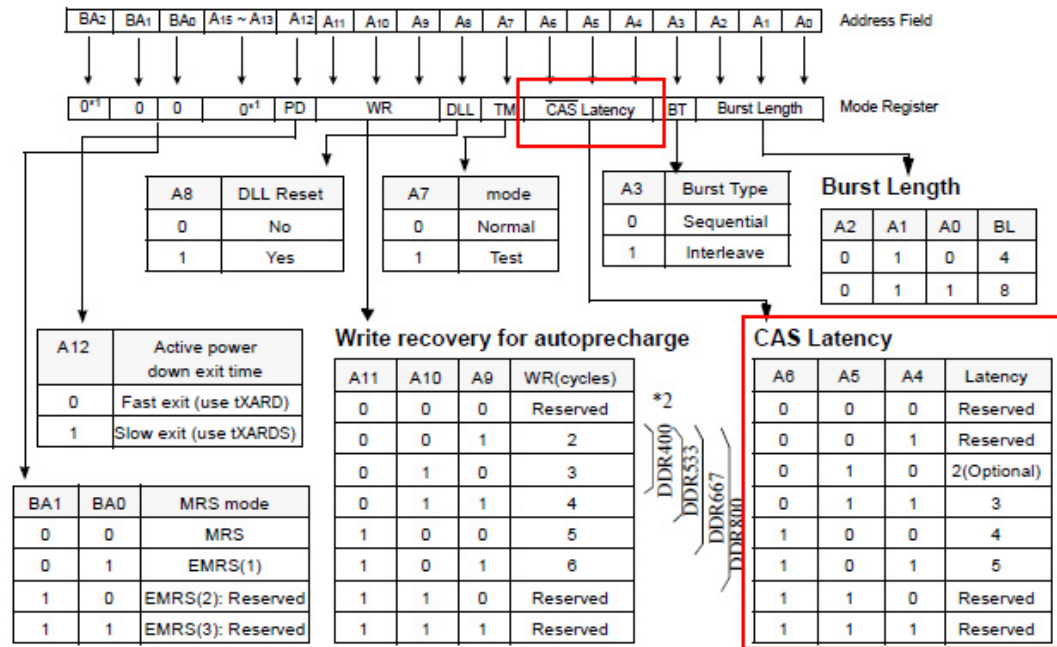 BA2 BA1 BA0 A15 ~ A13 A12 A11 A10 A9 A8 A7 A6 A5 A4 A3 A2 A1 A0 Address Field
0*1 0 0 0*1 PD WR DLL TM CAS Latency BT Burst Length Mode Register
A8 DLL Reset
0 No
1 Yes
A7 mode
0 Normal
1 Test
A3 Burst Type
0 Sequential
1 Interleave
Burst Length
A2 A1 A0 BL
0 1 0 4
0 1 1 8
A12 Active power
down exit time
0 Fast exit (use tXARD)
1 Slow exit (use tXARDS)
BA1 BA0 MRS mode
0 0 MRS
0 1 EMRS(1)
1 0 EMRS(2): Reserved
1 1 EMRS(3): Reserved
Write recovery for autoprecharge
A11 A10 A9 WR(cycles)
0 0 0 Reserved
0 0 1 2
0 1 0 3
0 1 1 4
1 0 0 5
1 0 1 6
1 1 0 Reserved
1 1 1 Reserved
*2
DDR400
DDR533
DDR667
DDR800
CAS Latency
A6 A5 A4 Latency
0 0 0 Reserved
0 0 1 Reserved
0 1 0 2(Optional)
0 1 1 3
1 0 0 4
1 0 1 5
1 1 0 Reserved
1 1 1 Reserved